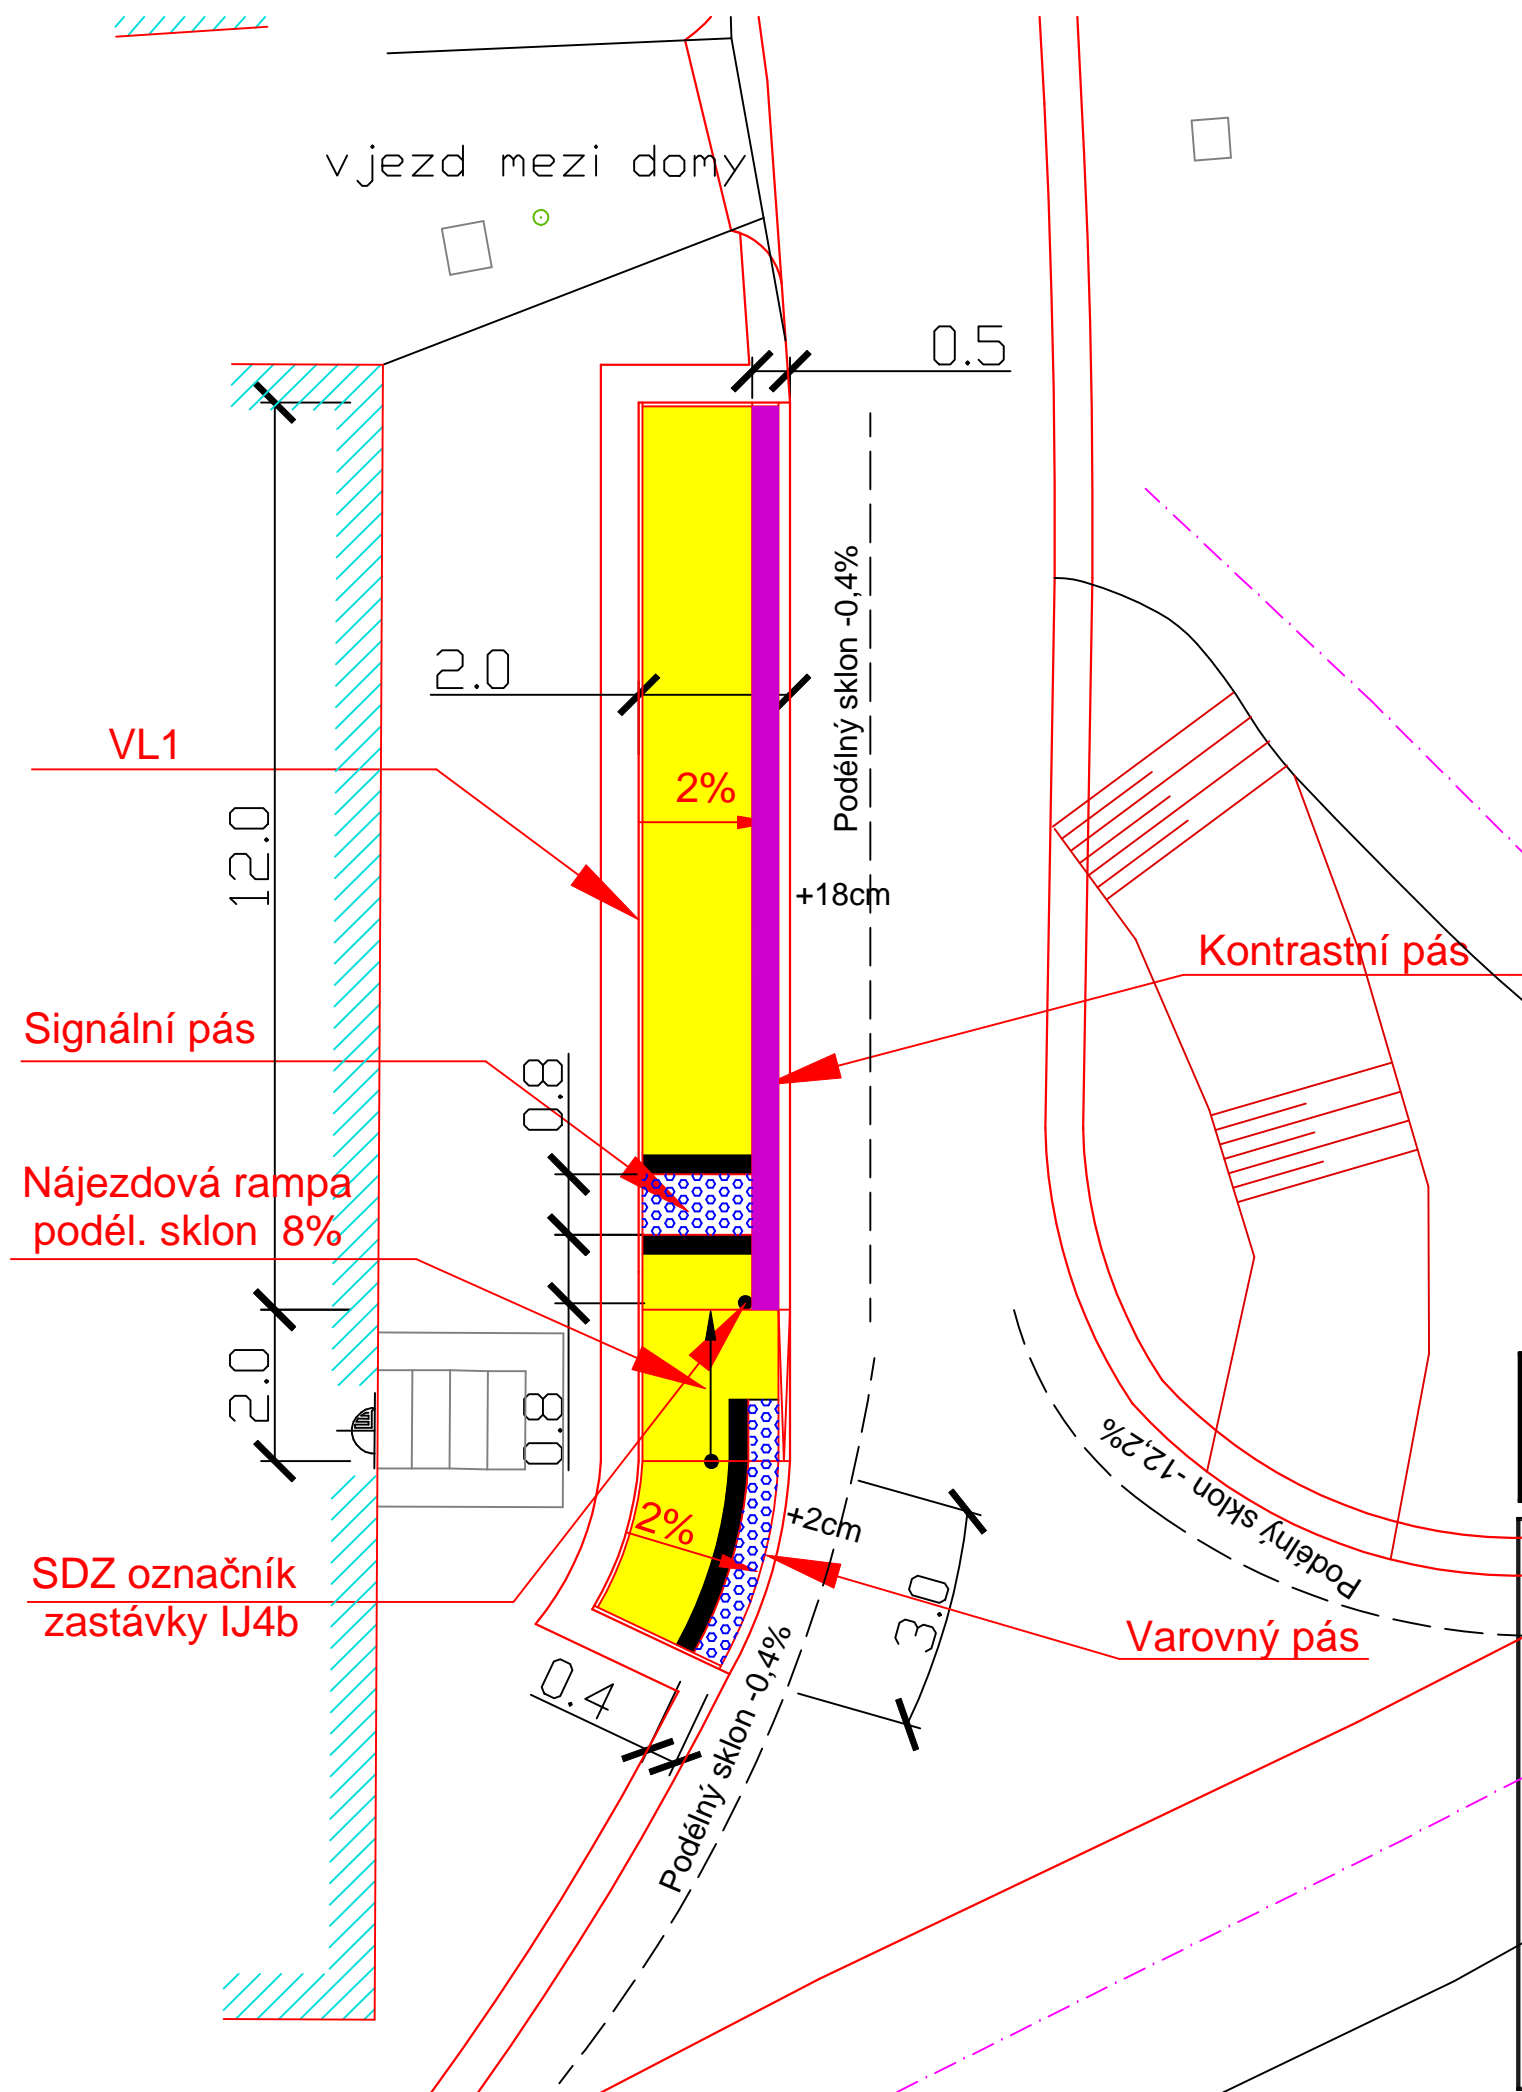 vjezd mezi domy
0.5
Podélný sklon -0,4%
2.0
VL1
2%
12.0
+18cm
Kontrastní pás
Signální pás
0.8
Nájezdová rampa
podél. sklon 8%
2.0
0.8
Podélný sklon -12,2%
2%
+2cm
SDZ označník
zastávky IJ4b
3.0
Varovný pás
0.4
Podélný sklon -0,4%